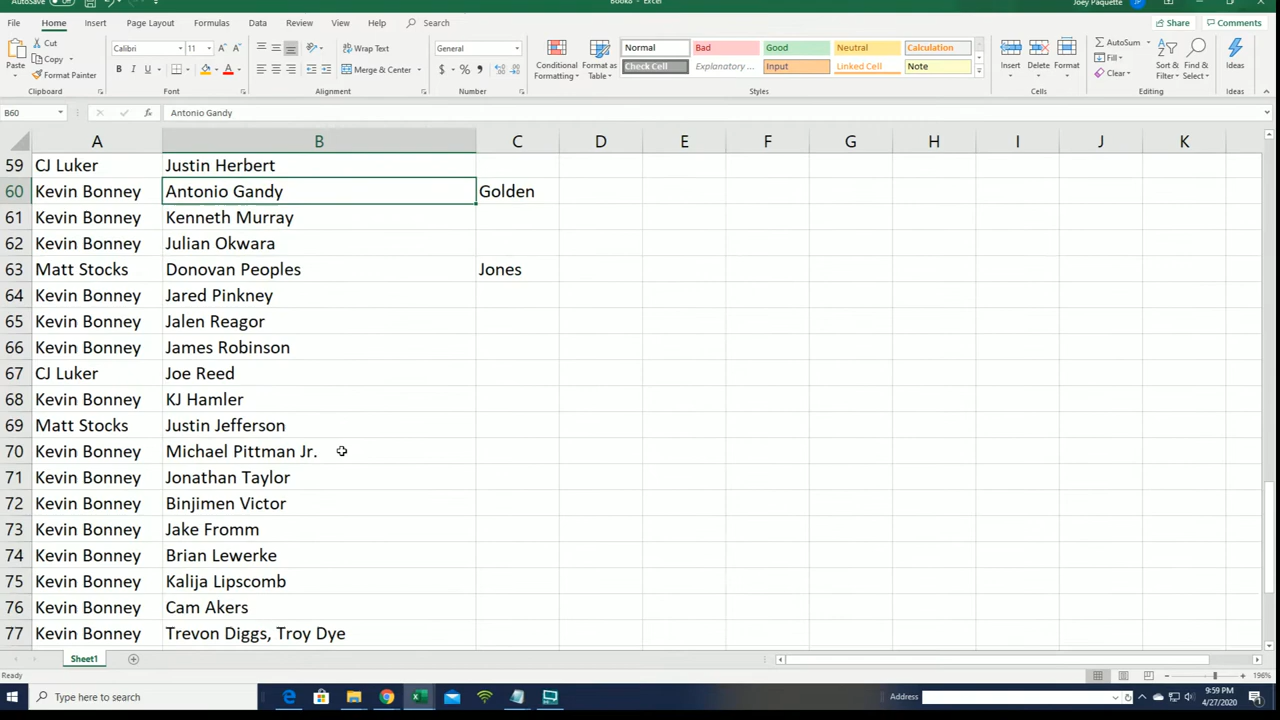 AutoSave Off Book8 - Excel Joey Paquette
File Home Insert Page Layout Formulas Data Review View Help Search Share Comments
Paste Cut Copy Format Painter Clipboard
Calibri 11 A A B I U A Font
Wrap Text Merge & Center Alignment
General $ % , Number
Conditional Formatting Format as Table
Normal Bad Good Neutral Calculation
Check Cell Explanatory ... Input Linked Cell Note
Styles
Insert Delete Format Cells
AutoSum Fill Clear Sort & Filter Find & Select Editing
Ideas Ideas
B60 fx Antonio Gandy
A B C D E F G H I J K
59 CJ Luker Justin Herbert
60 Kevin Bonney Antonio Gandy Golden
61 Kevin Bonney Kenneth Murray
62 Kevin Bonney Julian Okwara
63 Matt Stocks Donovan Peoples Jones
64 Kevin Bonney Jared Pinkney
65 Kevin Bonney Jalen Reagor
66 Kevin Bonney James Robinson
67 CJ Luker Joe Reed
68 Kevin Bonney KJ Hamler
69 Matt Stocks Justin Jefferson
70 Kevin Bonney Michael Pittman Jr.
71 Kevin Bonney Jonathan Taylor
72 Kevin Bonney Binjimen Victor
73 Kevin Bonney Jake Fromm
74 Kevin Bonney Brian Lewerke
75 Kevin Bonney Kalija Lipscomb
76 Kevin Bonney Cam Akers
77 Kevin Bonney Trevon Diggs, Troy Dye
Sheet1
Ready 196%
Type here to search Address 9:59 PM
4/27/2020